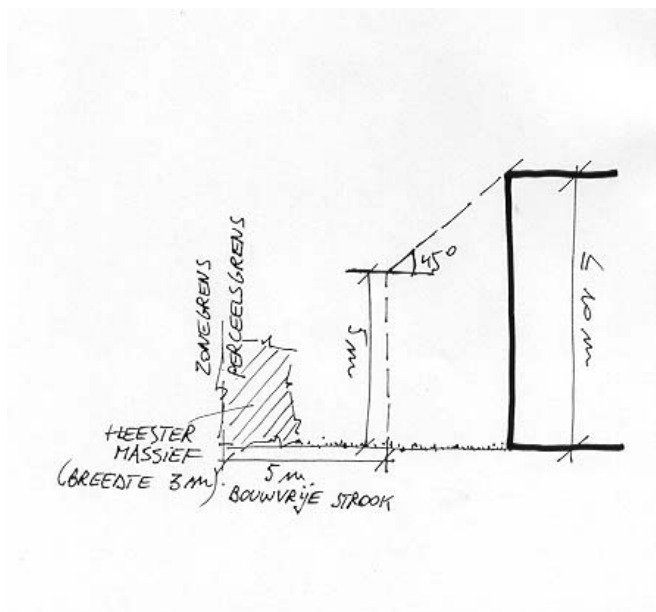 ZONEGRENS
PERCEELSGRENS
45°
5m
≤ 10 m
HEESTER
MASSIEF
(BREEDTE 3m)
5 m.
BOUWVRIJE STROOK